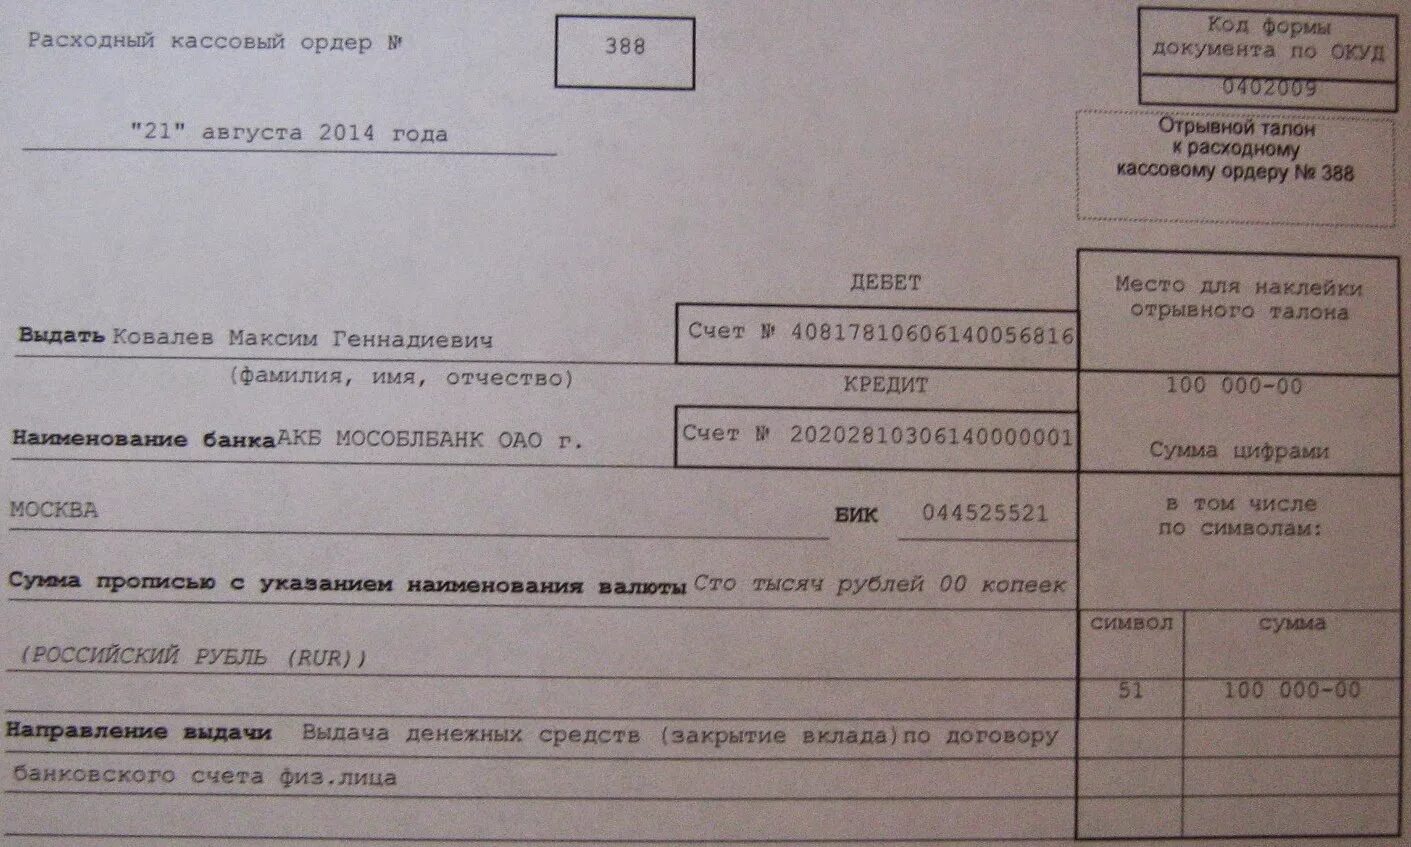 Расходный кассовый ордер №
388
Код формы
документа по ОКУД
0402009
"21" августа 2014 года
Отрывной талон
к расходному
кассовому ордеру № 388
ДЕБЕТ
Место для наклейки
отрывного талона
Выдать Ковалев Максим Геннадиевич
Счет № 40817810606140056816
(фамилия, имя, отчество)
КРЕДИТ
100 000-00
Наименование банка АКБ МОСОБЛБАНК ОАО г.
Счет № 20202810306140000001
Сумма цифрами
МОСКВА
БИК 044525521
в том числе
по символам:
Сумма прописью с указанием наименования валюты Сто тысяч рублей 00 копеек
символ сумма
(РОССИЙСКИЙ РУБЛЬ (RUR))
51 100 000-00
Направление выдачи Выдача денежных средств (закрытие вклада)по договору
банковского счета физ.лица